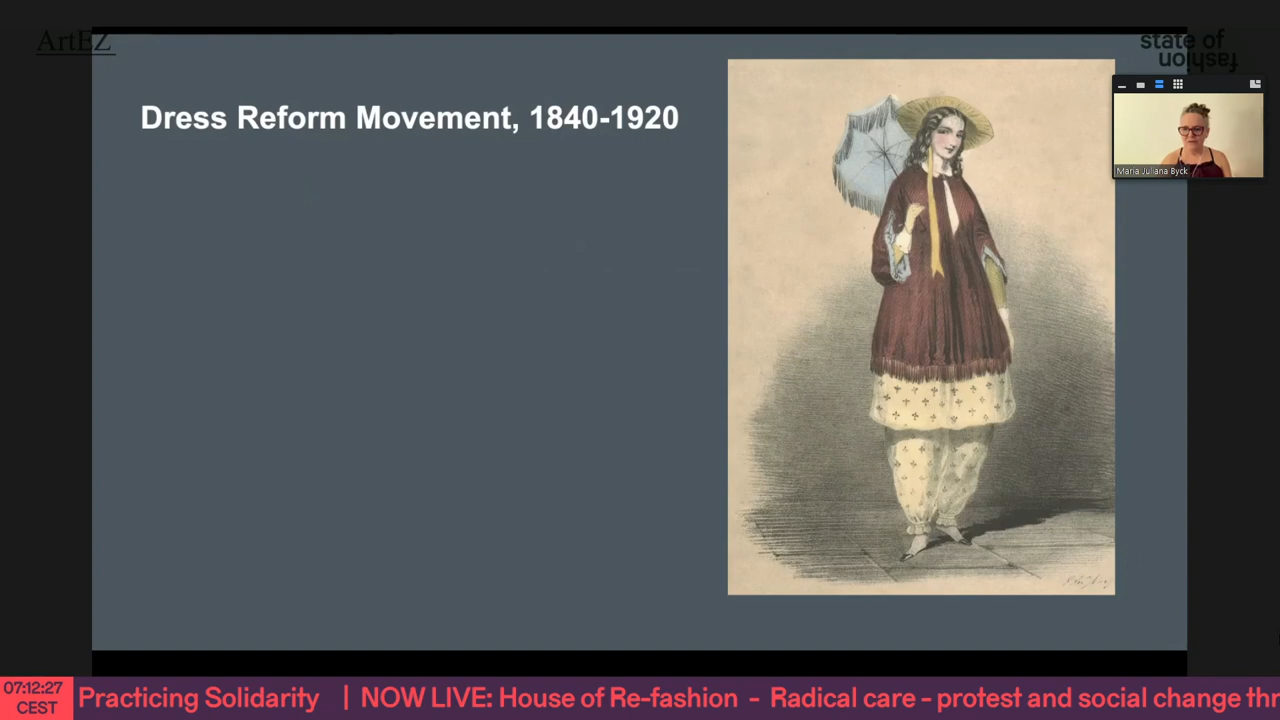 ArtEZ
state of
fashion
Dress Reform Movement, 1840-1920
Maria Juliana Byck
07:12:27
CEST
Practicing Solidarity | NOW LIVE: House of Re-fashion - Radical care - protest and social change thr